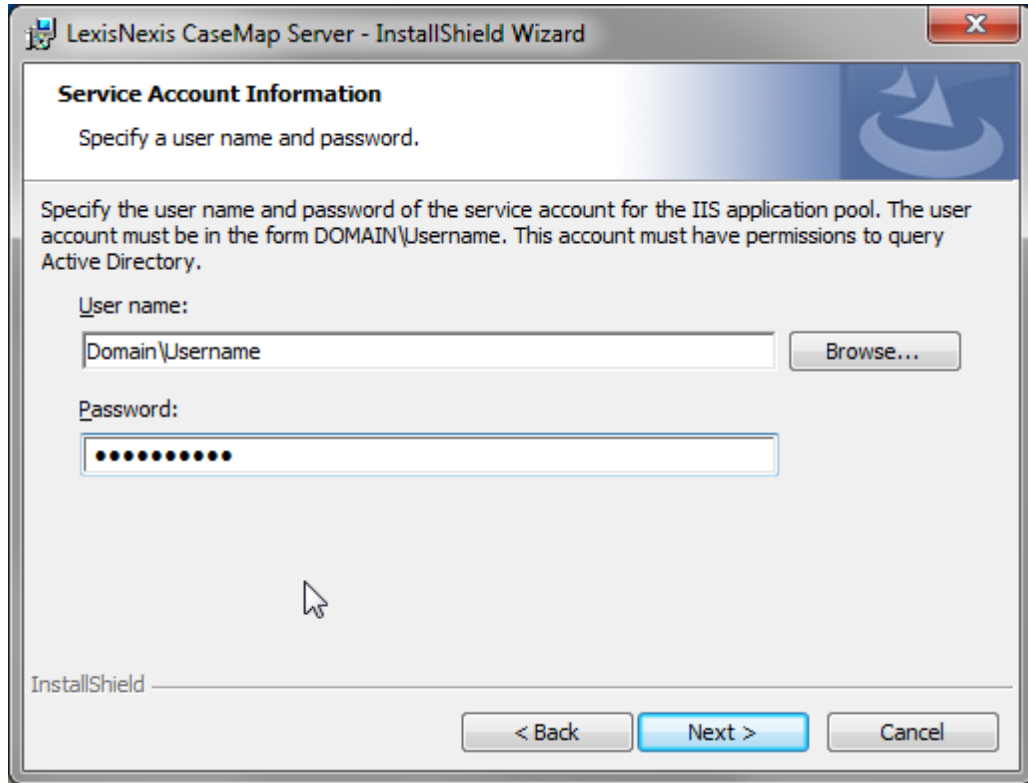 LexisNexis CaseMap Server - InstallShield Wizard
Service Account Information
Specify a user name and password.
Specify the user name and password of the service account for the IIS application pool. The user
account must be in the form DOMAIN\Username. This account must have permissions to query
Active Directory.
User name:
Domain\Username
Browse...
Password:
●●●●●●●●●●
InstallShield
< Back
Next >
Cancel